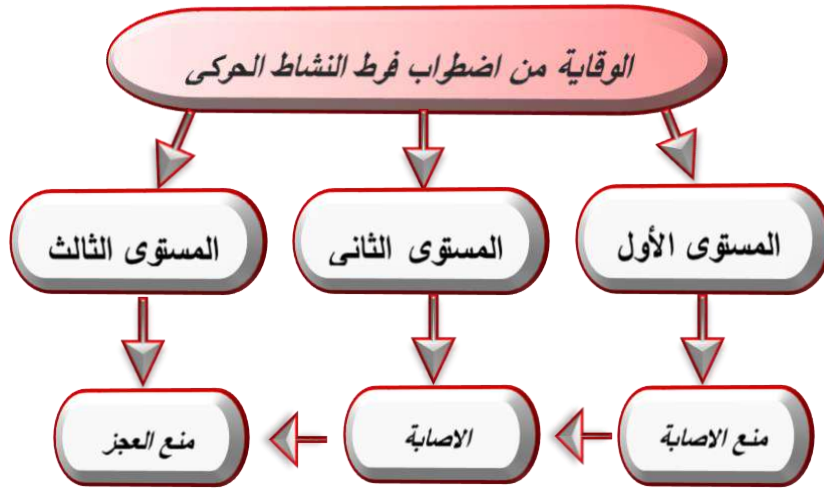 الوقاية من اضطراب فرط النشاط الحركى
المستوى الأول
المستوى الثانى
المستوى الثالث
منع الاصابة
الاصابة
منع العجز